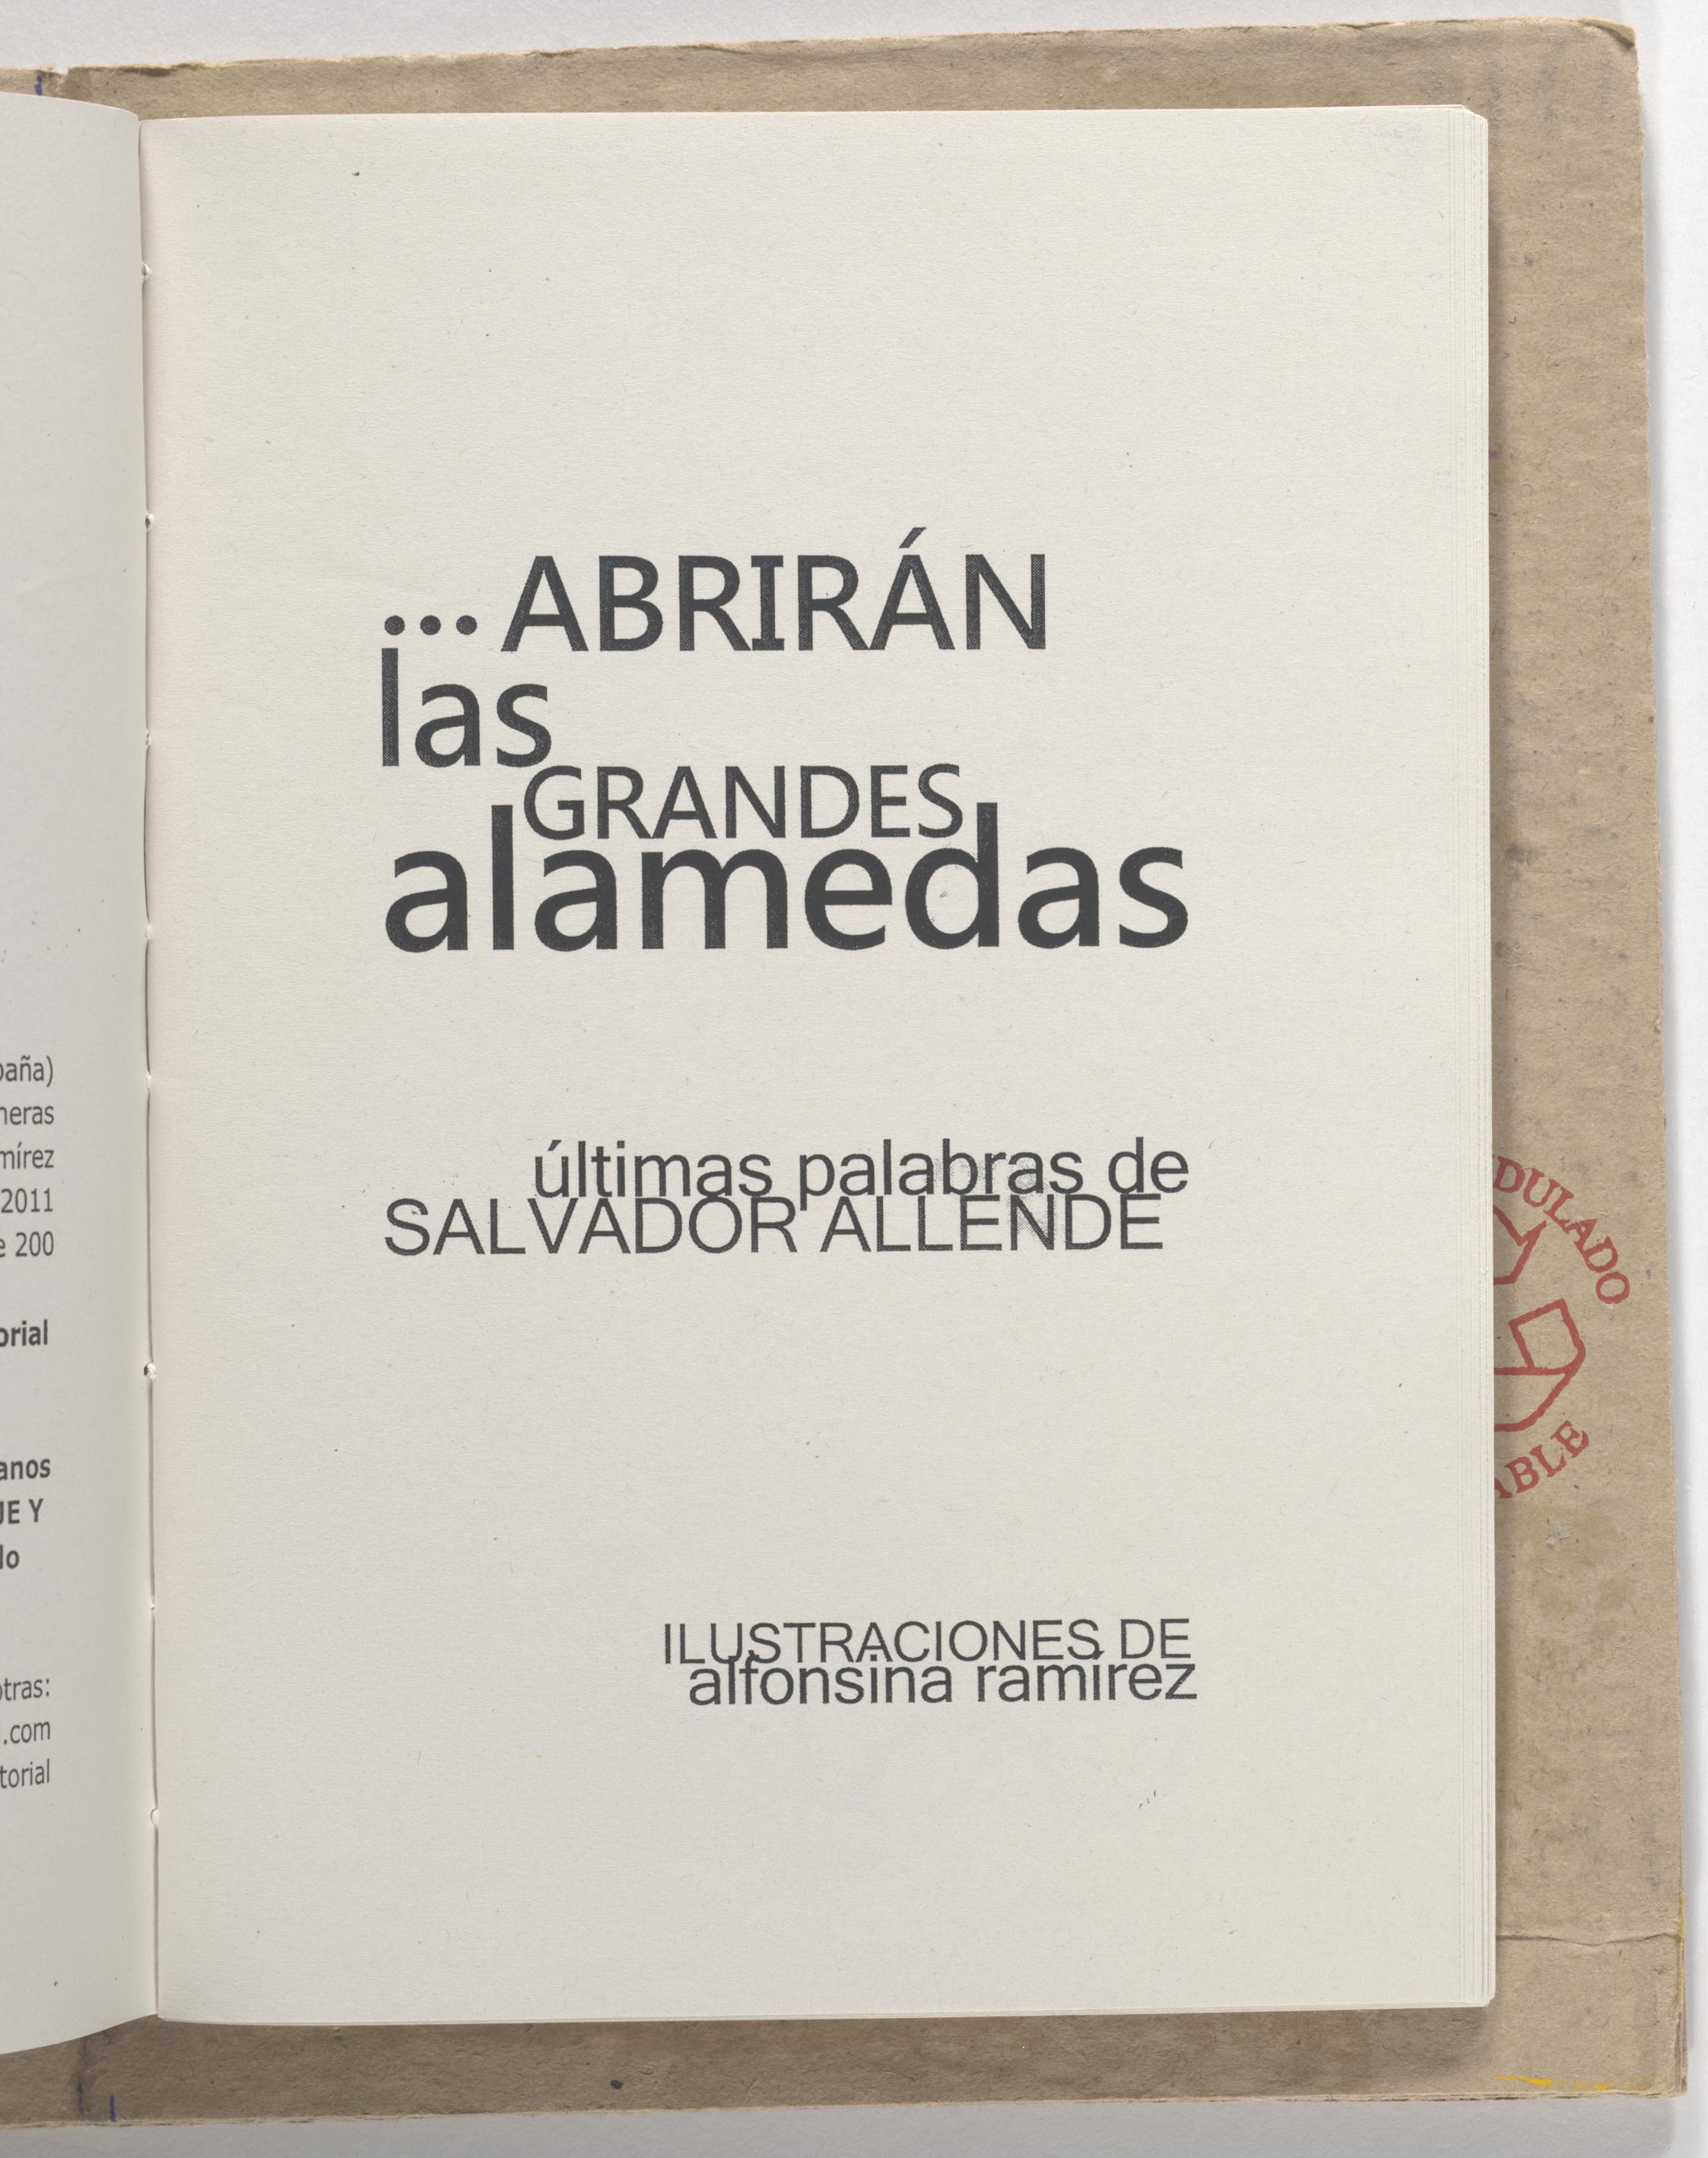 paña)
neras
mírez
2011
e 200
orial
anos
JE Y
lo
otras:
.com
torial
...ABRIRÁN
las
GRANDES
alamedas
últimas palabras de
SALVADOR ALLENDE
ILUSTRACIONES DE
alfonsina ramírez
DULADO
ABLE